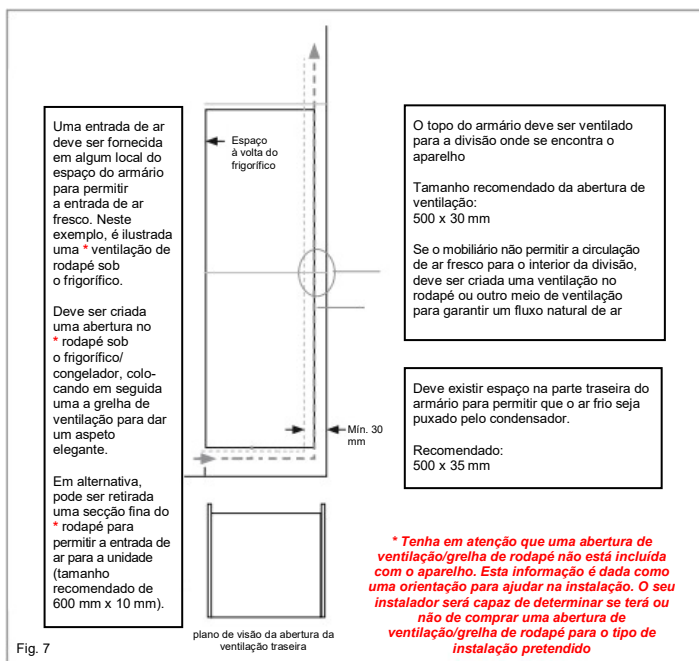 Uma entrada de ar
deve ser fornecida
em algum local do
espaço do armário
para permitir
a entrada de ar
fresco. Neste
exemplo, é ilustrada
uma * ventilação de
rodapé sob
o frigorífico.
Deve ser criada
uma abertura no
* rodapé sob
o frigorífico/
congelador, colo-
cando em seguida
uma a grelha de
ventilação para dar
um aspeto
elegante.
Em alternativa,
pode ser retirada
uma secção fina do
* rodapé para
permitir a entrada de
ar para a unidade
(tamanho
recomendado de
600 mm x 10 mm).
Espaço
à volta do
frigorífico
Mín. 30
mm
plano de visão da abertura da
ventilação traseira
O topo do armário deve ser ventilado
para a divisão onde se encontra o
aparelho
Tamanho recomendado da abertura de
ventilação:
500 x 30 mm
Se o mobiliário não permitir a circulação
de ar fresco para o interior da divisão,
deve ser criada uma ventilação no
rodapé ou outro meio de ventilação
para garantir um fluxo natural de ar
Deve existir espaço na parte traseira do
armário para permitir que o ar frio seja
puxado pelo condensador.
Recomendado:
500 x 35 mm
* Tenha em atenção que uma abertura de
ventilação/grelha de rodapé não está incluída
com o aparelho. Esta informação é dada como
uma orientação para ajudar na instalação. O seu
instalador será capaz de determinar se terá ou
não de comprar uma abertura de
ventilação/grelha de rodapé para o tipo de
instalação pretendido
Fig. 7